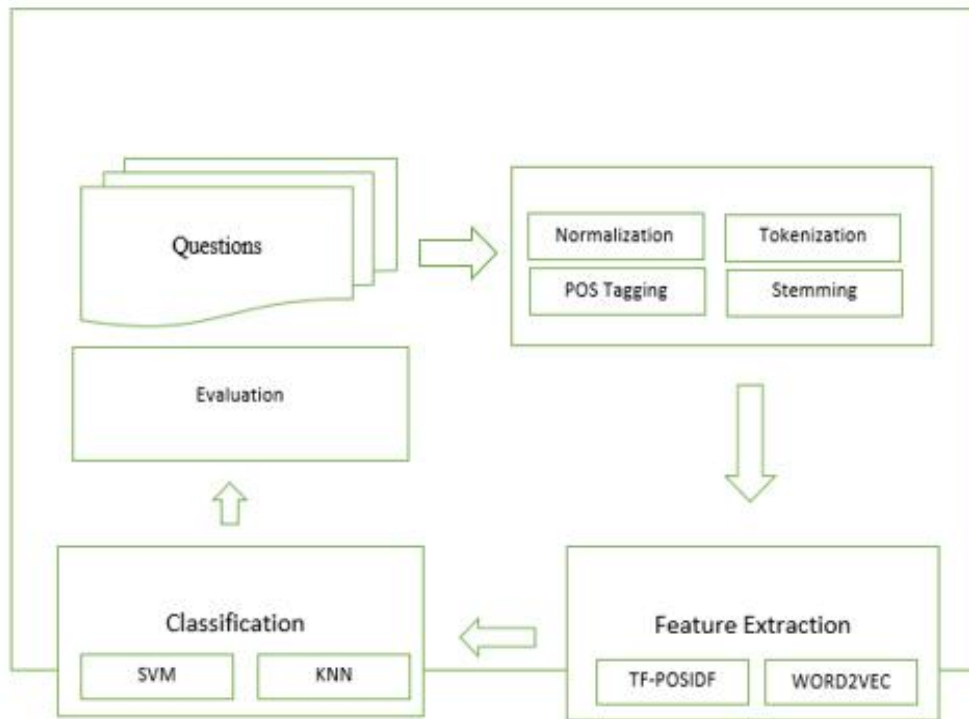 Questions
Normalization
Tokenization
POS Tagging
Stemming
Evaluation
Classification
SVM
KNN
Feature Extraction
TF-POSIDF
WORD2VEC